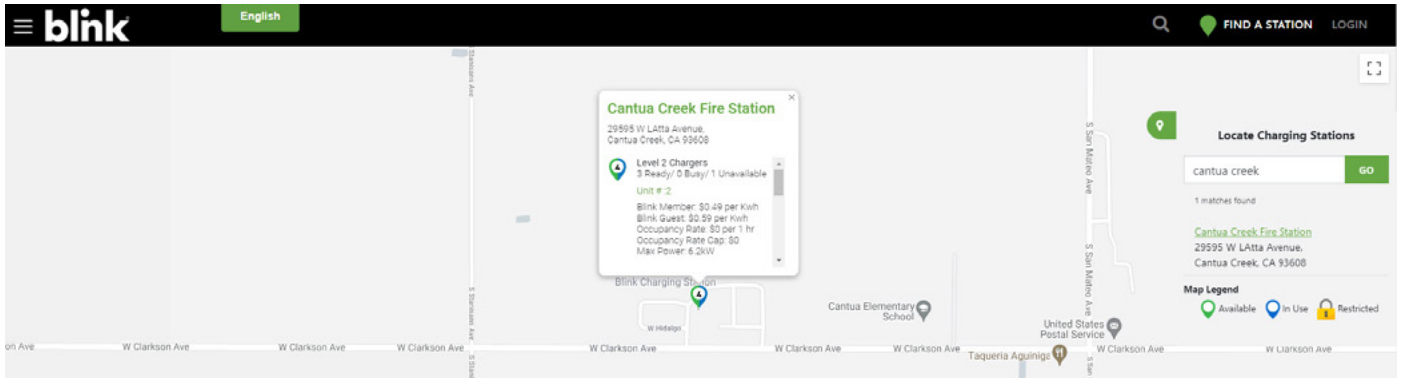 blink
English
FIND A STATION
LOGIN
Cantua Creek Fire Station
29595 W LAtta Avenue,
Cantua Creek, CA 93608
Level 2 Chargers
3 Ready/ 0 Busy/ 1 Unavailable
Unit # :2
Blink Member: $0.49 per Kwh
Blink Guest: $0.59 per Kwh
Occupancy Rate: $0 per 1 hr
Occupancy Rate Cap: $0
Max Power: 6.2kW
Locate Charging Stations
cantua creek
GO
1 matches found
Cantua Creek Fire Station
29595 W LAtta Avenue,
Cantua Creek, CA 93608
Map Legend
Available
In Use
Restricted
S San Mateo Ave
S San Mateo Ave
Blink Charging Station
W Hidalgo
Cantua Elementary
School
United States
Postal Service
Taqueria Aguiniga
on Ave
W Clarkson Ave
W Clarkson Ave
W Clarkson Ave
W Clarkson Ave
W Clarkson Ave
W Clarkson Ave
W Clarkson Ave
W Clarkson Ave
S San